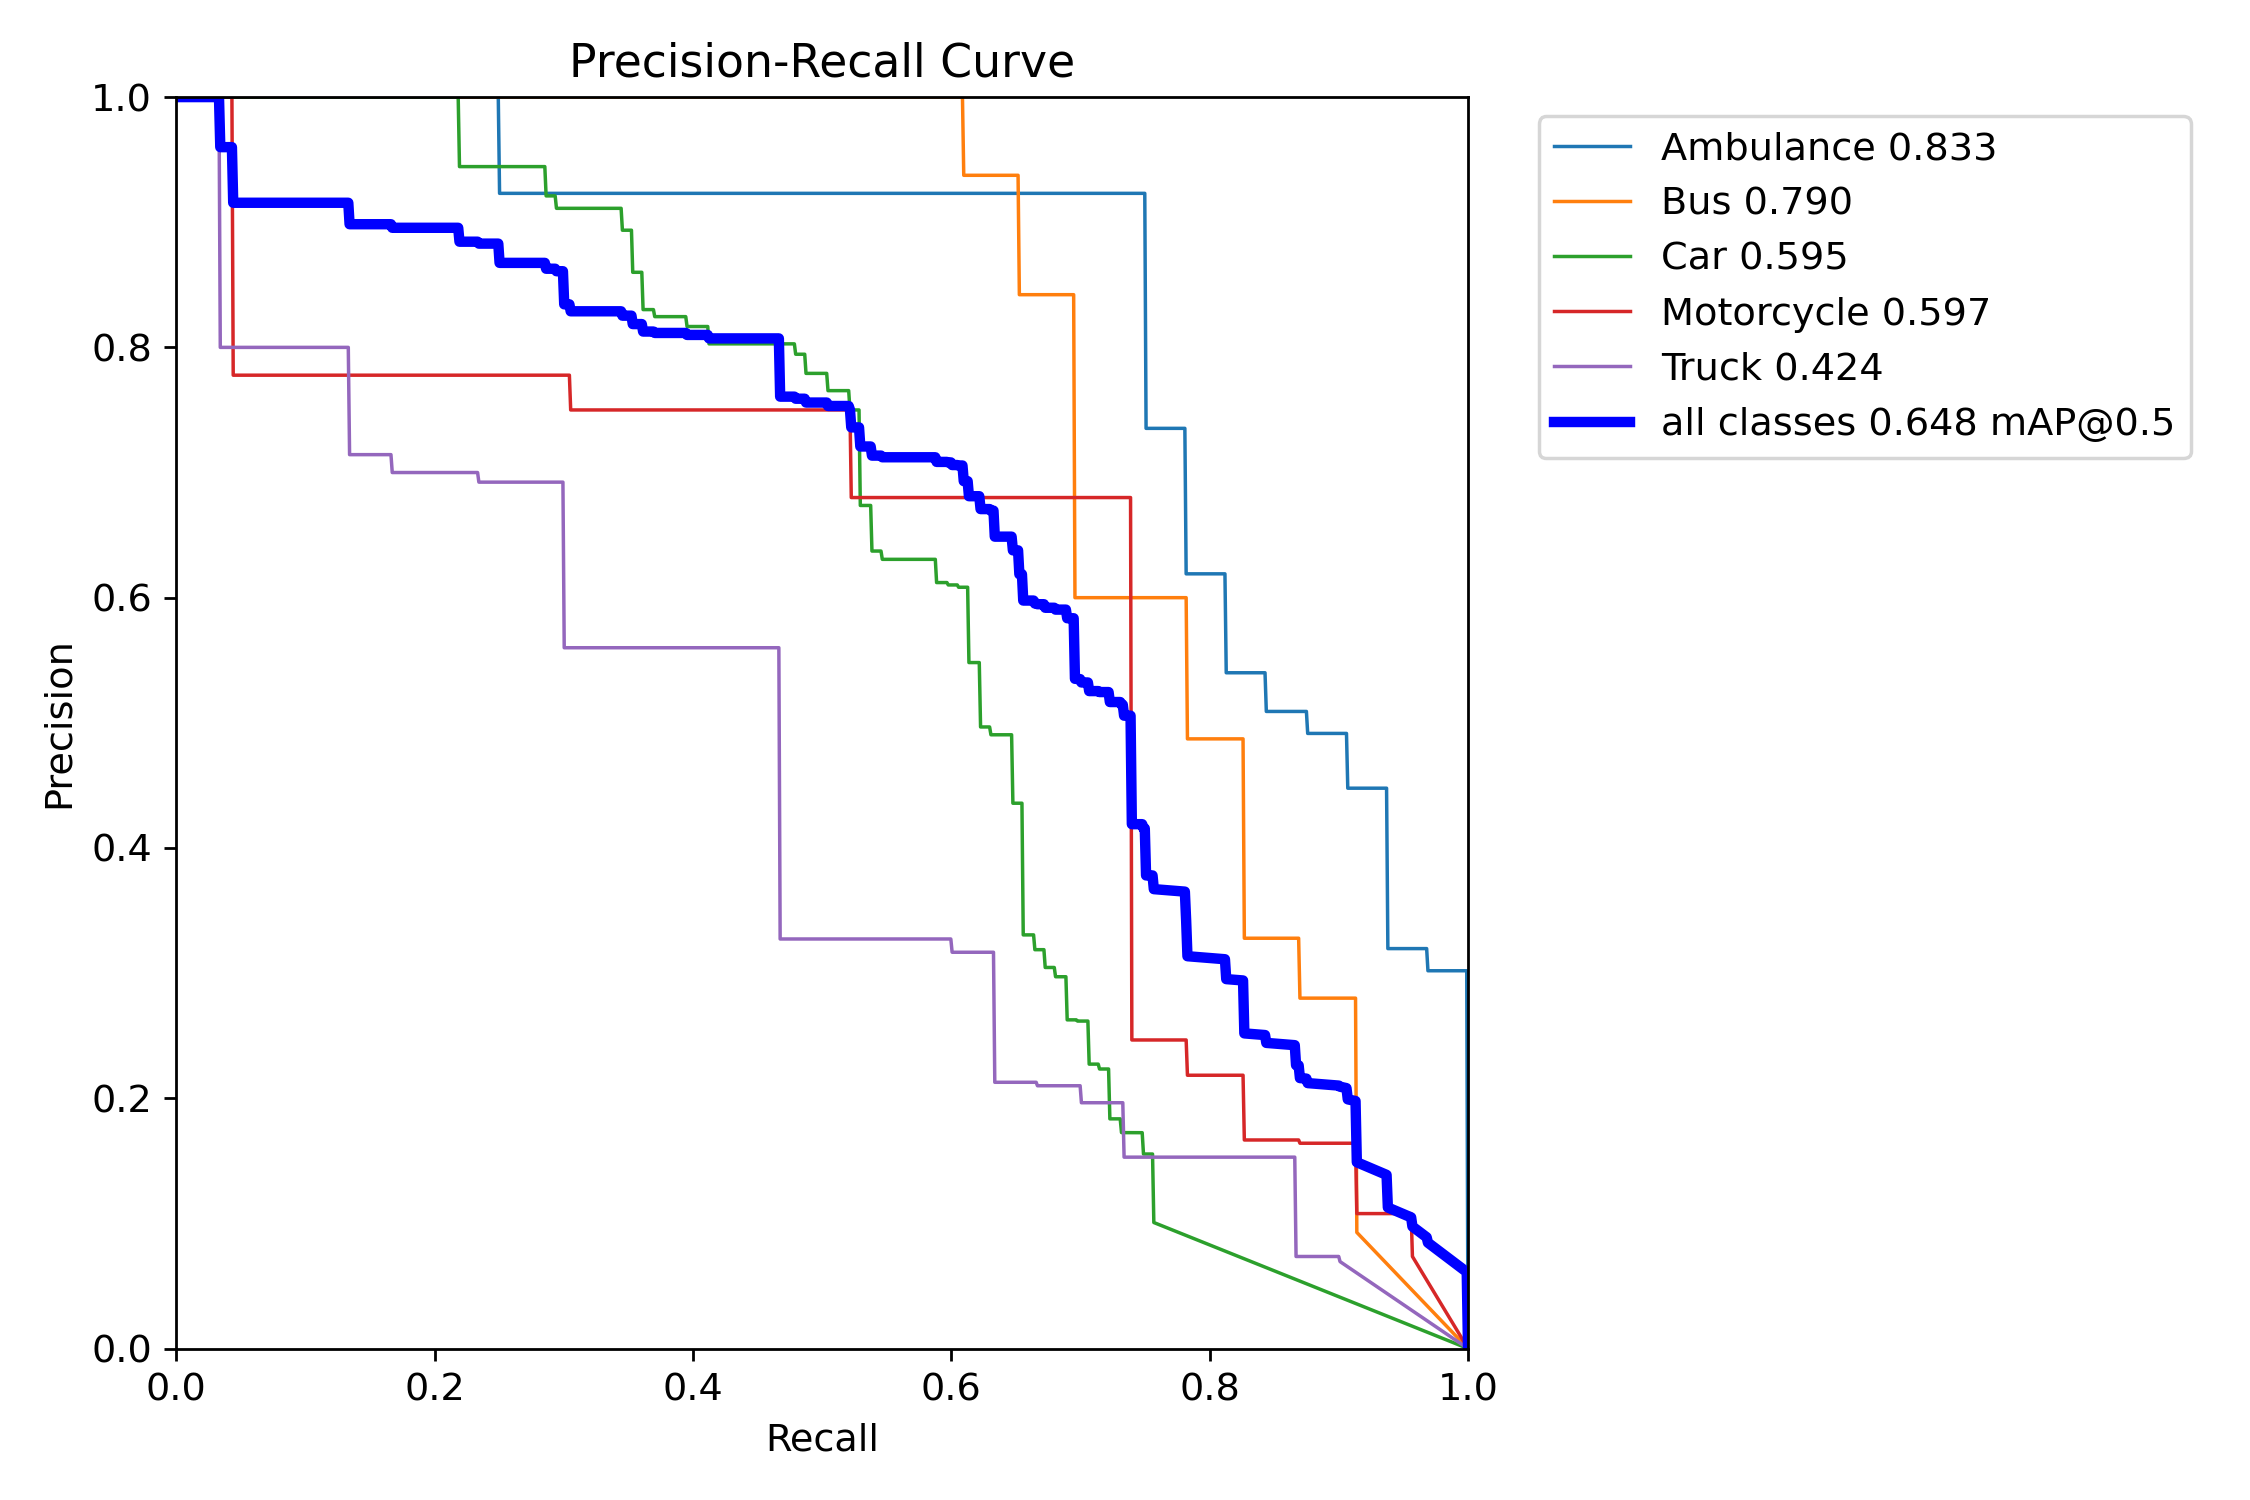 Precision-Recall Curve
1.0
0.8
0.6
0.4
0.2
0.0
Precision
0.0 0.2 0.4 0.6 0.8 1.0
Recall
Ambulance 0.833
Bus 0.790
Car 0.595
Motorcycle 0.597
Truck 0.424
all classes 0.648 mAP@0.5